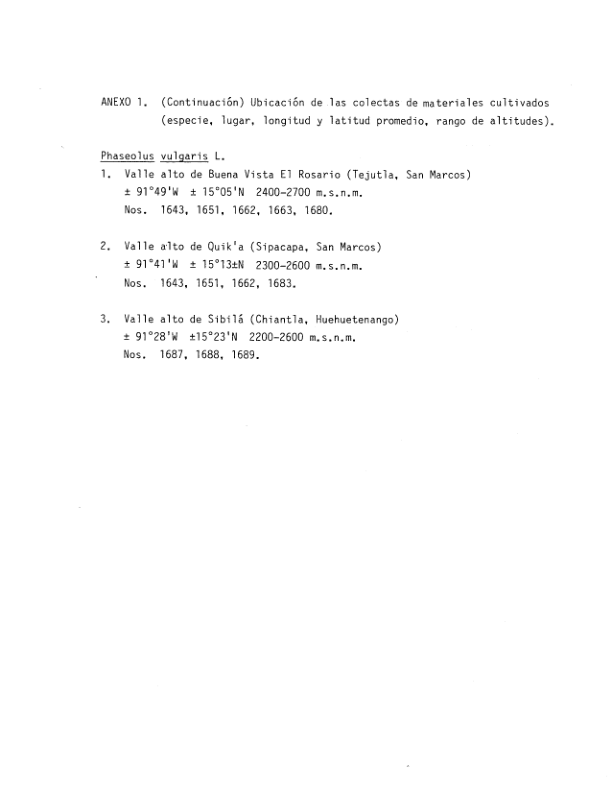 ANEXO 1. (Continuación) Ubicación de las colectas de materiales cultivados
(especie, lugar, longitud y latitud promedio, rango de altitudes).
Phaseolus vulgaris L.
1. Valle alto de Buena Vista El Rosario (Tejutla, San Marcos)
± 91°49'W ± 15°05'N 2400-2700 m.s.n.m.
Nos. 1643, 1651, 1662, 1663, 1680.
2. Valle alto de Quik'a (Sipacapa, San Marcos)
± 91°41'W ± 15°13±N 2300-2600 m.s.n.m.
Nos. 1643, 1651, 1662, 1683.
3. Valle alto de Sibilá (Chiantla, Huehuetenango)
± 91°28'W ±15°23'N 2200-2600 m.s.n.m.
Nos. 1687, 1688, 1689.